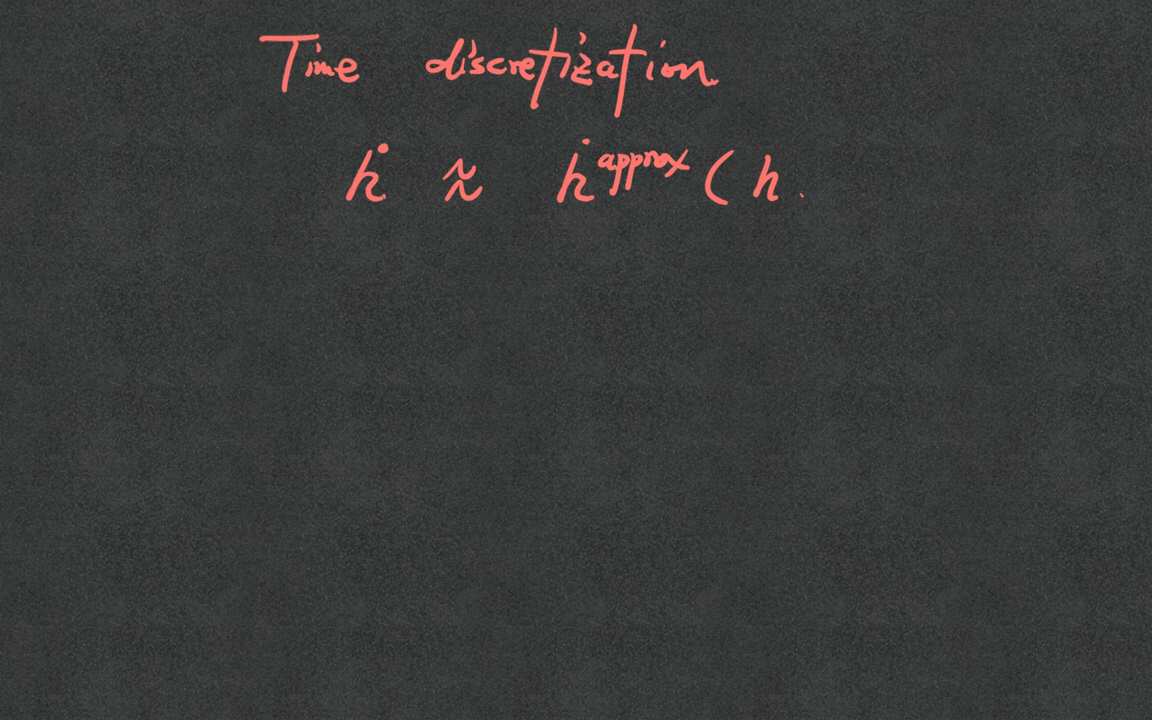 Time discretization
ḣ ≈ ḣ^approx ( h .